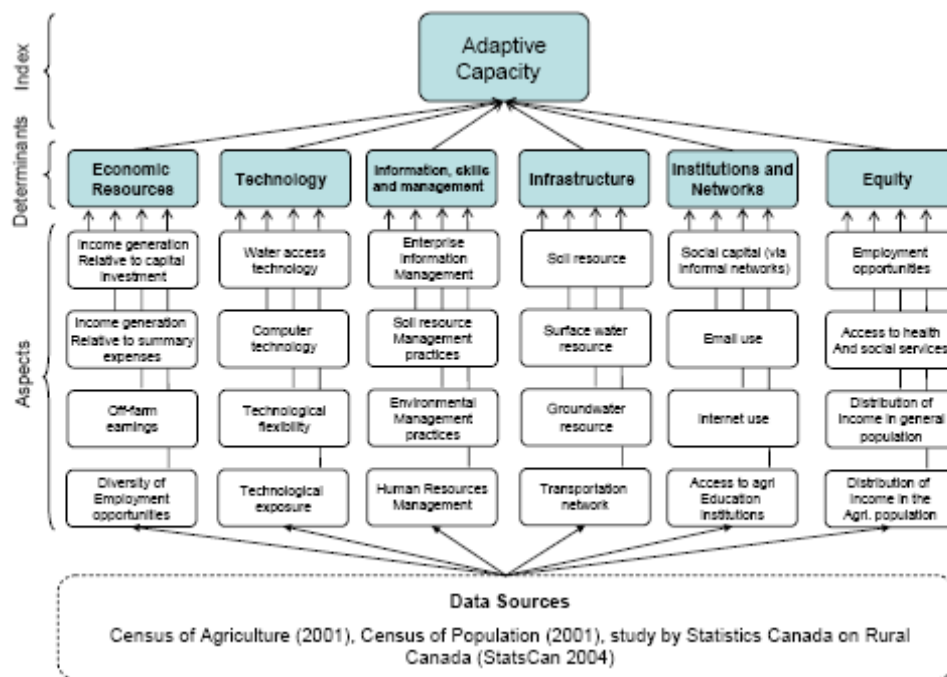 Index
Adaptive
Capacity
Determinants
Economic
Resources
Technology
Information, skills
and management
Infrastructure
Institutions and
Networks
Equity
Aspects
Income generation
Relative to capital
Investment
Water access
technology
Enterprise
Information
Management
Soil resource
Social capital (via
Informal networks)
Employment
opportunities
Income generation
Relative to summary
expenses
Computer
technology
Soil resource
Management
practices
Surface water
resource
Email use
Access to health
And social services
Off-farm
earnings
Technological
flexibility
Environmental
Management
practices
Groundwater
resource
Internet use
Distribution of
Income in general
population
Diversity of
Employment
opportunities
Technological
exposure
Human Resources
Management
Transportation
network
Access to agri
Education
Institutions
Distribution of
Income in the
Agri. population
Data Sources
Census of Agriculture (2001), Census of Population (2001), study by Statistics Canada on Rural
Canada (StatsCan 2004)